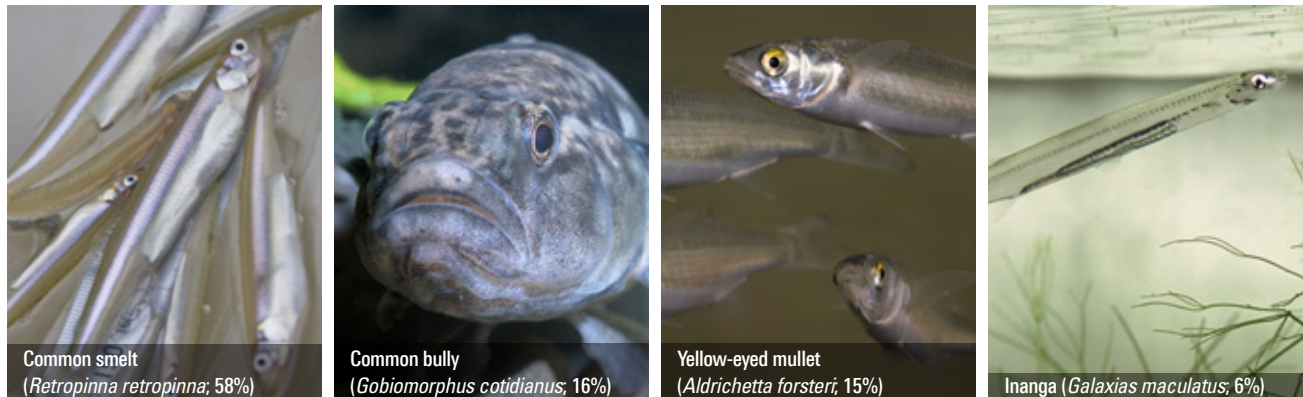 Common smelt
(Retropinna retropinna; 58%)
Common bully
(Gobiomorphus cotidianus; 16%)
Yellow-eyed mullet
(Aldrichetta forsteri; 15%)
Inanga (Galaxias maculatus; 6%)